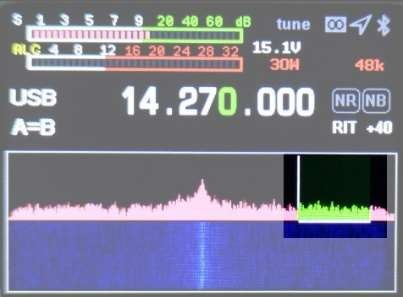 S 1 3 5 7 9 20 40 60 dB tune
ALC 4 8 12 16 20 24 28 32 15.1V
30W 48k
USB 14.270.000 NR NB
A=B RIT +40